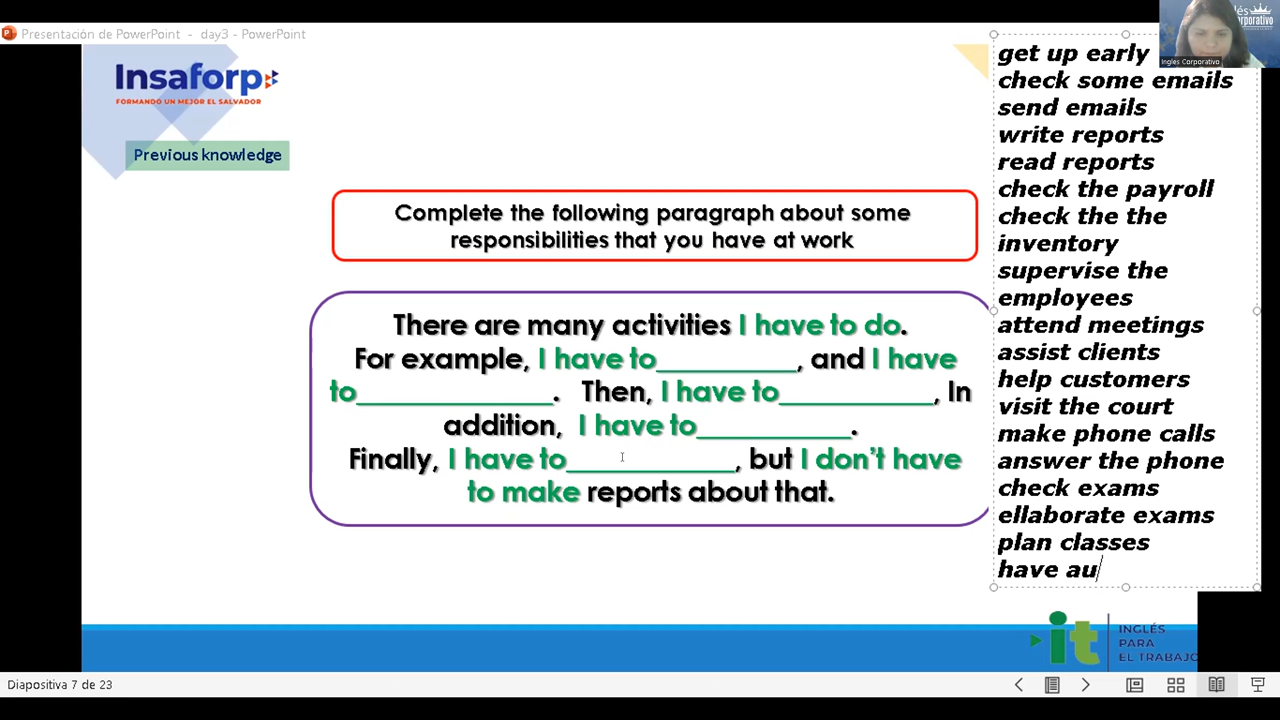 Presentación de PowerPoint - day3 - PowerPoint
Insaforp
FORMANDO UN MEJOR EL SALVADOR
Previous knowledge
Complete the following paragraph about some
responsibilities that you have at work
There are many activities I have to do.
For example, I have to__________, and I have
to______________. Then, I have to___________, In
addition, I have to___________.
Finally, I have to____________, but I don't have
to make reports about that.
get up early
check some emails
send emails
write reports
read reports
check the payroll
check the the
inventory
supervise the
employees
attend meetings
assist clients
help customers
visit the court
make phone calls
answer the phone
check exams
ellaborate exams
plan classes
have au
Ingles Corporativo
it
INGLÉS
PARA
EL TRABAJO
Diapositiva 7 de 23